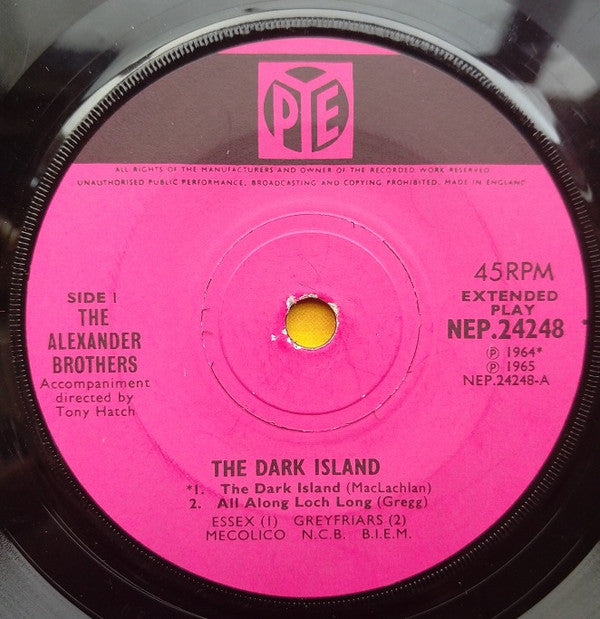 PYE
ALL RIGHTS OF THE MANUFACTURERS AND OWNER OF THE RECORDED WORK RESERVED
UNAUTHORISED PUBLIC PERFORMANCE, BROADCASTING AND COPYING PROHIBITED. MADE IN ENGLAND
SIDE 1
THE
ALEXANDER
BROTHERS
Accompaniment
directed by
Tony Hatch
45RPM
EXTENDED
PLAY
NEP.24248
℗ 1964*
℗ 1965
NEP.24248-A
THE DARK ISLAND
*1. The Dark Island (MacLachlan)
2. All Along Loch Long (Gregg)
ESSEX (1) GREYFRIARS (2)
MECOLICO N.C.B. B.I.E.M.